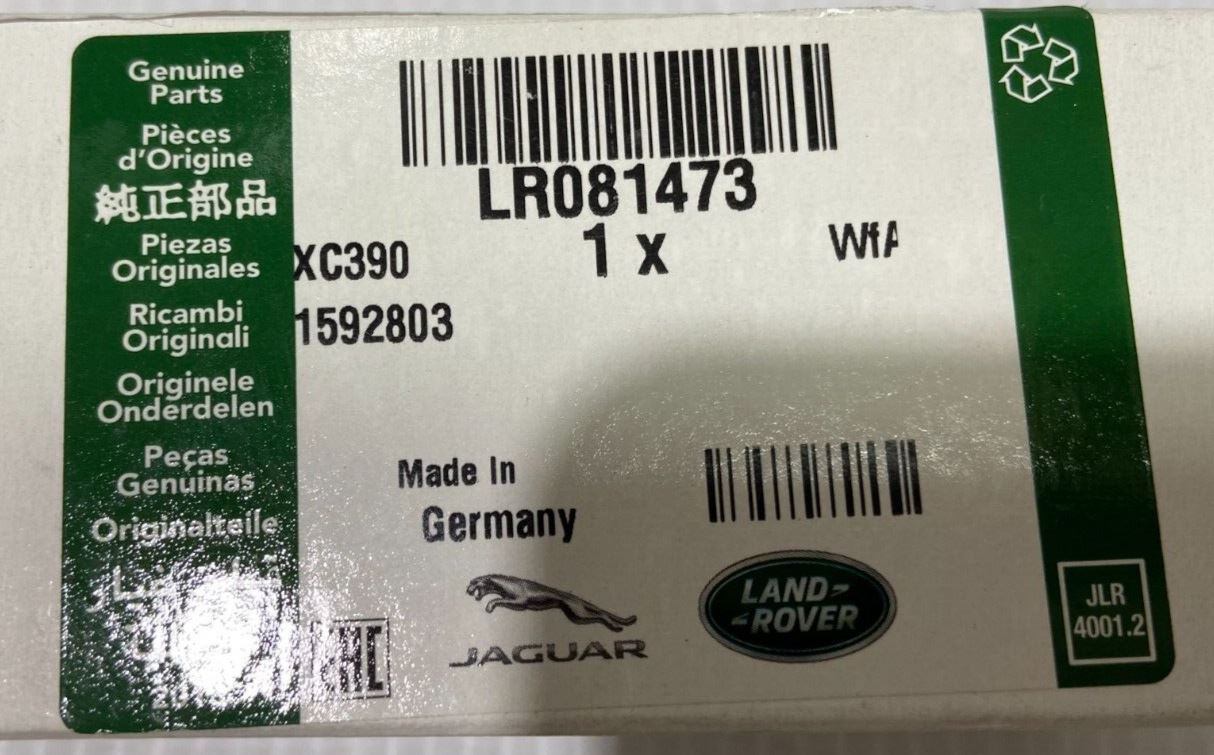 Genuine
Parts
Pièces
d'Origine
純正部品
Piezas
Originales
Ricambi
Originali
Originele
Onderdelen
Peças
Genuinas
Originalteile
LR081473
1 x
WfA
XC390
1592803
Made In
Germany
JAGUAR
LAND-
-ROVER
JLR
4001.2